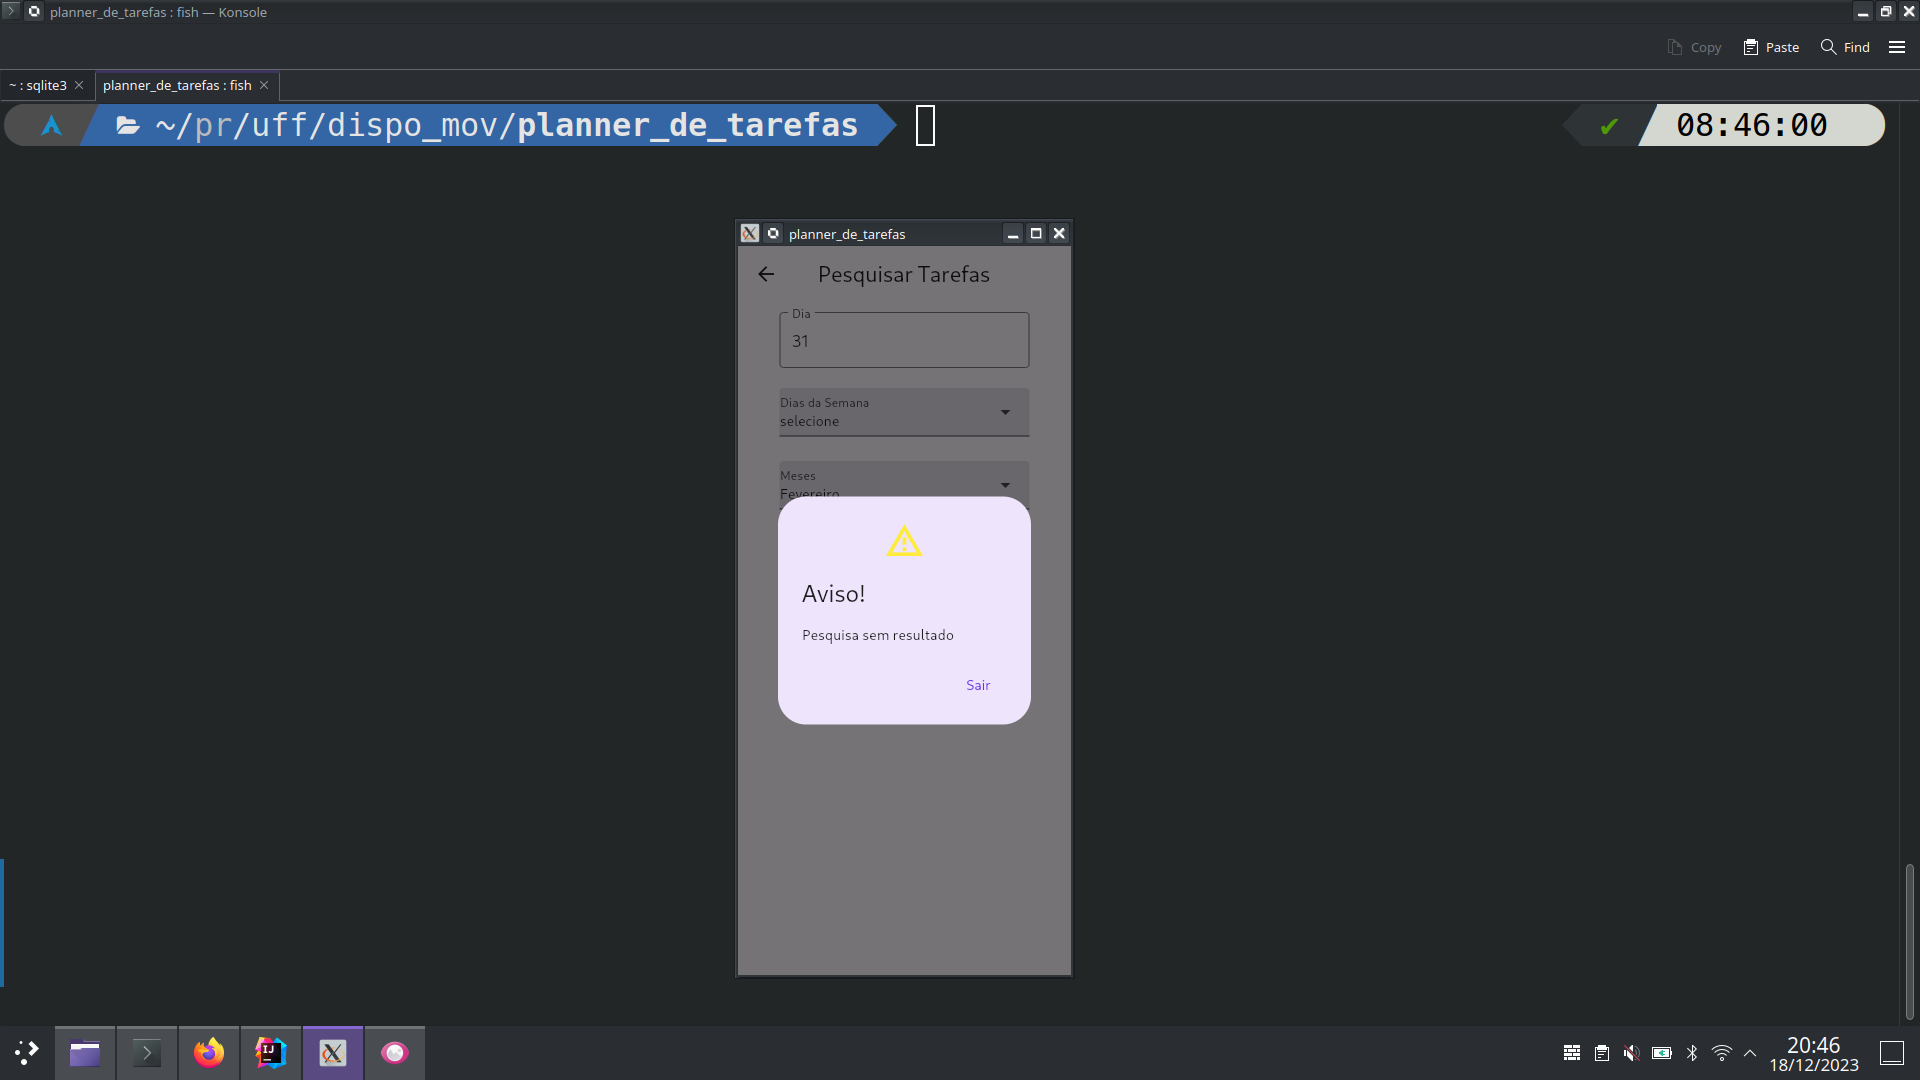 planner_de_tarefas : fish — Konsole
Copy Paste Find
~ : sqlite3 planner_de_tarefas : fish
~/pr/uff/dispo_mov/planner_de_tarefas 08:46:00
planner_de_tarefas
Pesquisar Tarefas
Dia
31
Dias da Semana
selecione
Meses
Fevereiro
Aviso!
Pesquisa sem resultado
Sair
IJ
20:46
18/12/2023